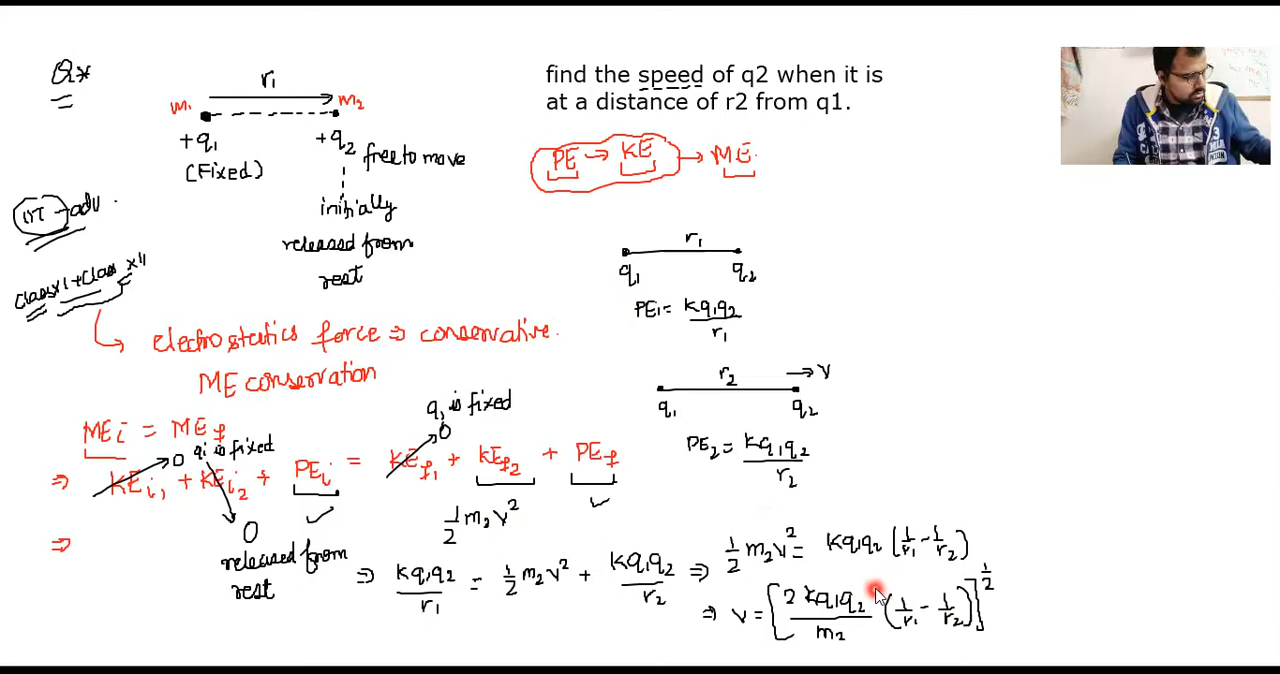 Q*
r₁
m₁
m₂
+q₁
+q₂
(Fixed)
free to move
initially
released from
rest
find the speed of q2 when it is
at a distance of r2 from q1.
PE → KE → ME.
IIT - adv
Class XI + Class XII
electrostatics force ⇒ conservative.
ME conservation
r₁
q₁ q₂
PE₁ = kq₁q₂/r₁
r₂ → v
q₁ q₂
PE₂ = kq₁q₂/r₂
MEi = MEf
0 q₁ is fixed
q₁ is fixed
0
⇒ KEi₁ + KEi₂ + PEi = KEf₁ + KEf₂ + PEf
½ m₂v²
0
released from
rest
⇒
⇒ kq₁q₂/r₁ = ½ m₂v² + kq₁q₂/r₂ ⇒ ½ m₂v² = kq₁q₂ (1/r₁ - 1/r₂)
⇒ v = [2kq₁q₂/m₂ (1/r₁ - 1/r₂)]^½